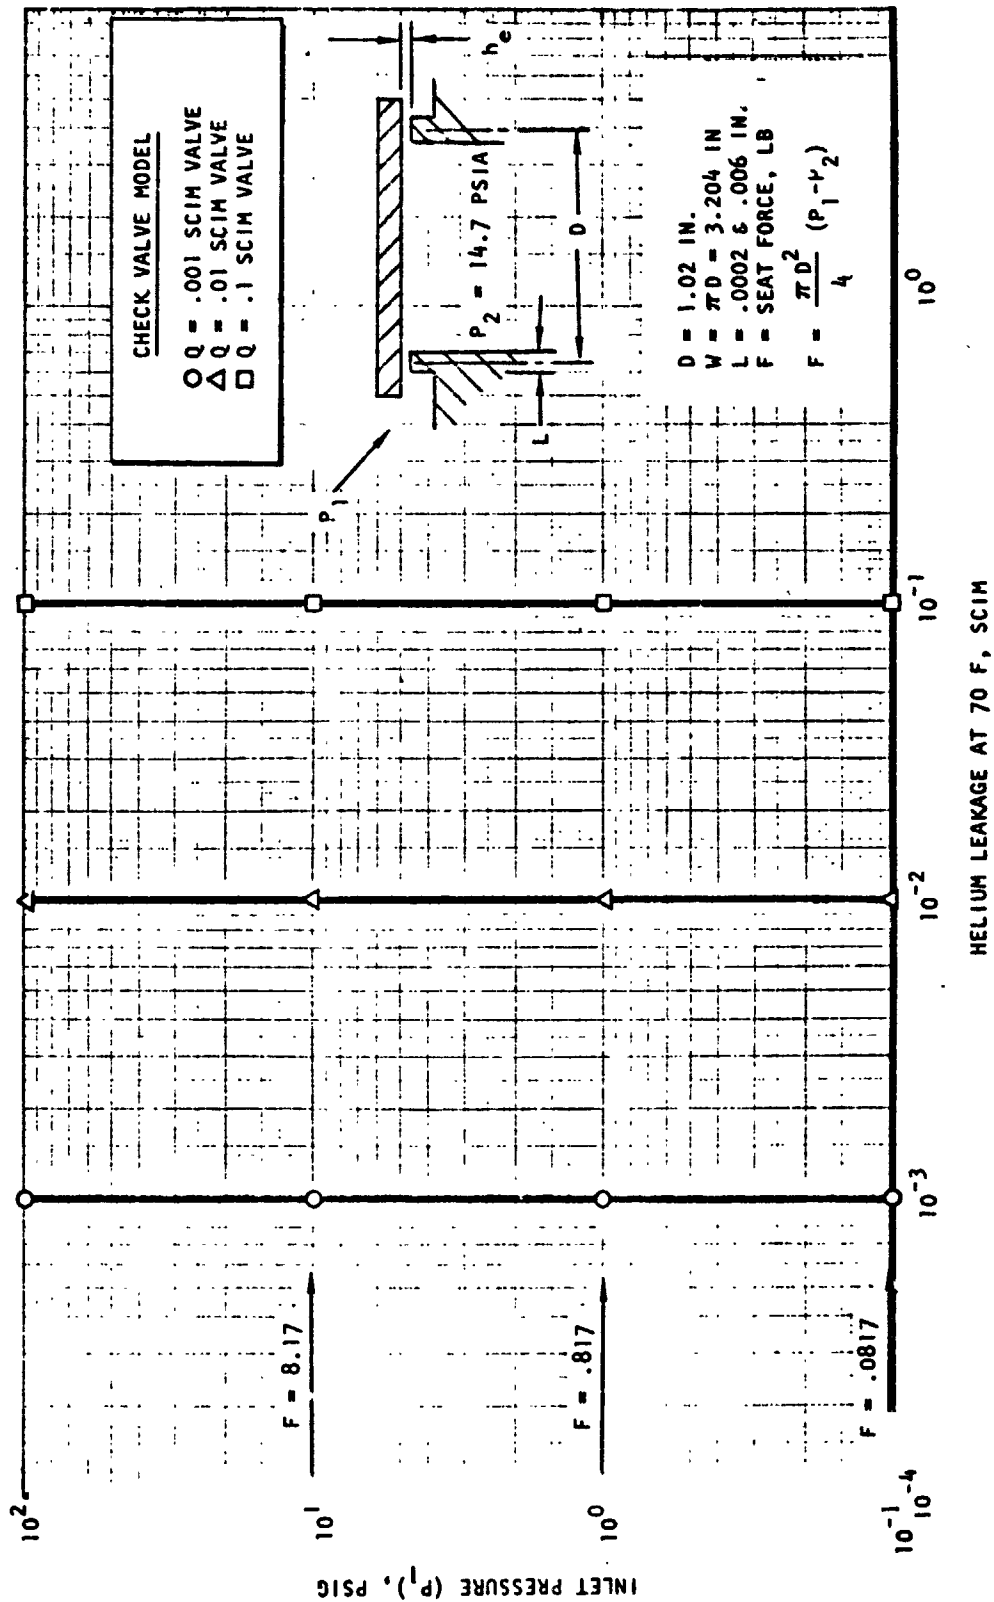 CHECK VALVE MODEL
○ Q = .001 SCIM VALVE
△ Q = .01 SCIM VALVE
□ Q = .1 SCIM VALVE
P1
he
P2 = 14.7 PSIA
L
D
D = 1.02 IN.
W = πD = 3.204 IN
L = .0002 & .006 IN.
F = SEAT FORCE, LB
F = πD²/4 (P1-P2)
F = 8.17
F = .817
F = .0817
INLET PRESSURE (P1), PSIG
10²
10¹
10⁰
10⁻¹
10⁻⁴
10⁻³
10⁻²
10⁻¹
10⁰
HELIUM LEAKAGE AT 70 F, SCIM